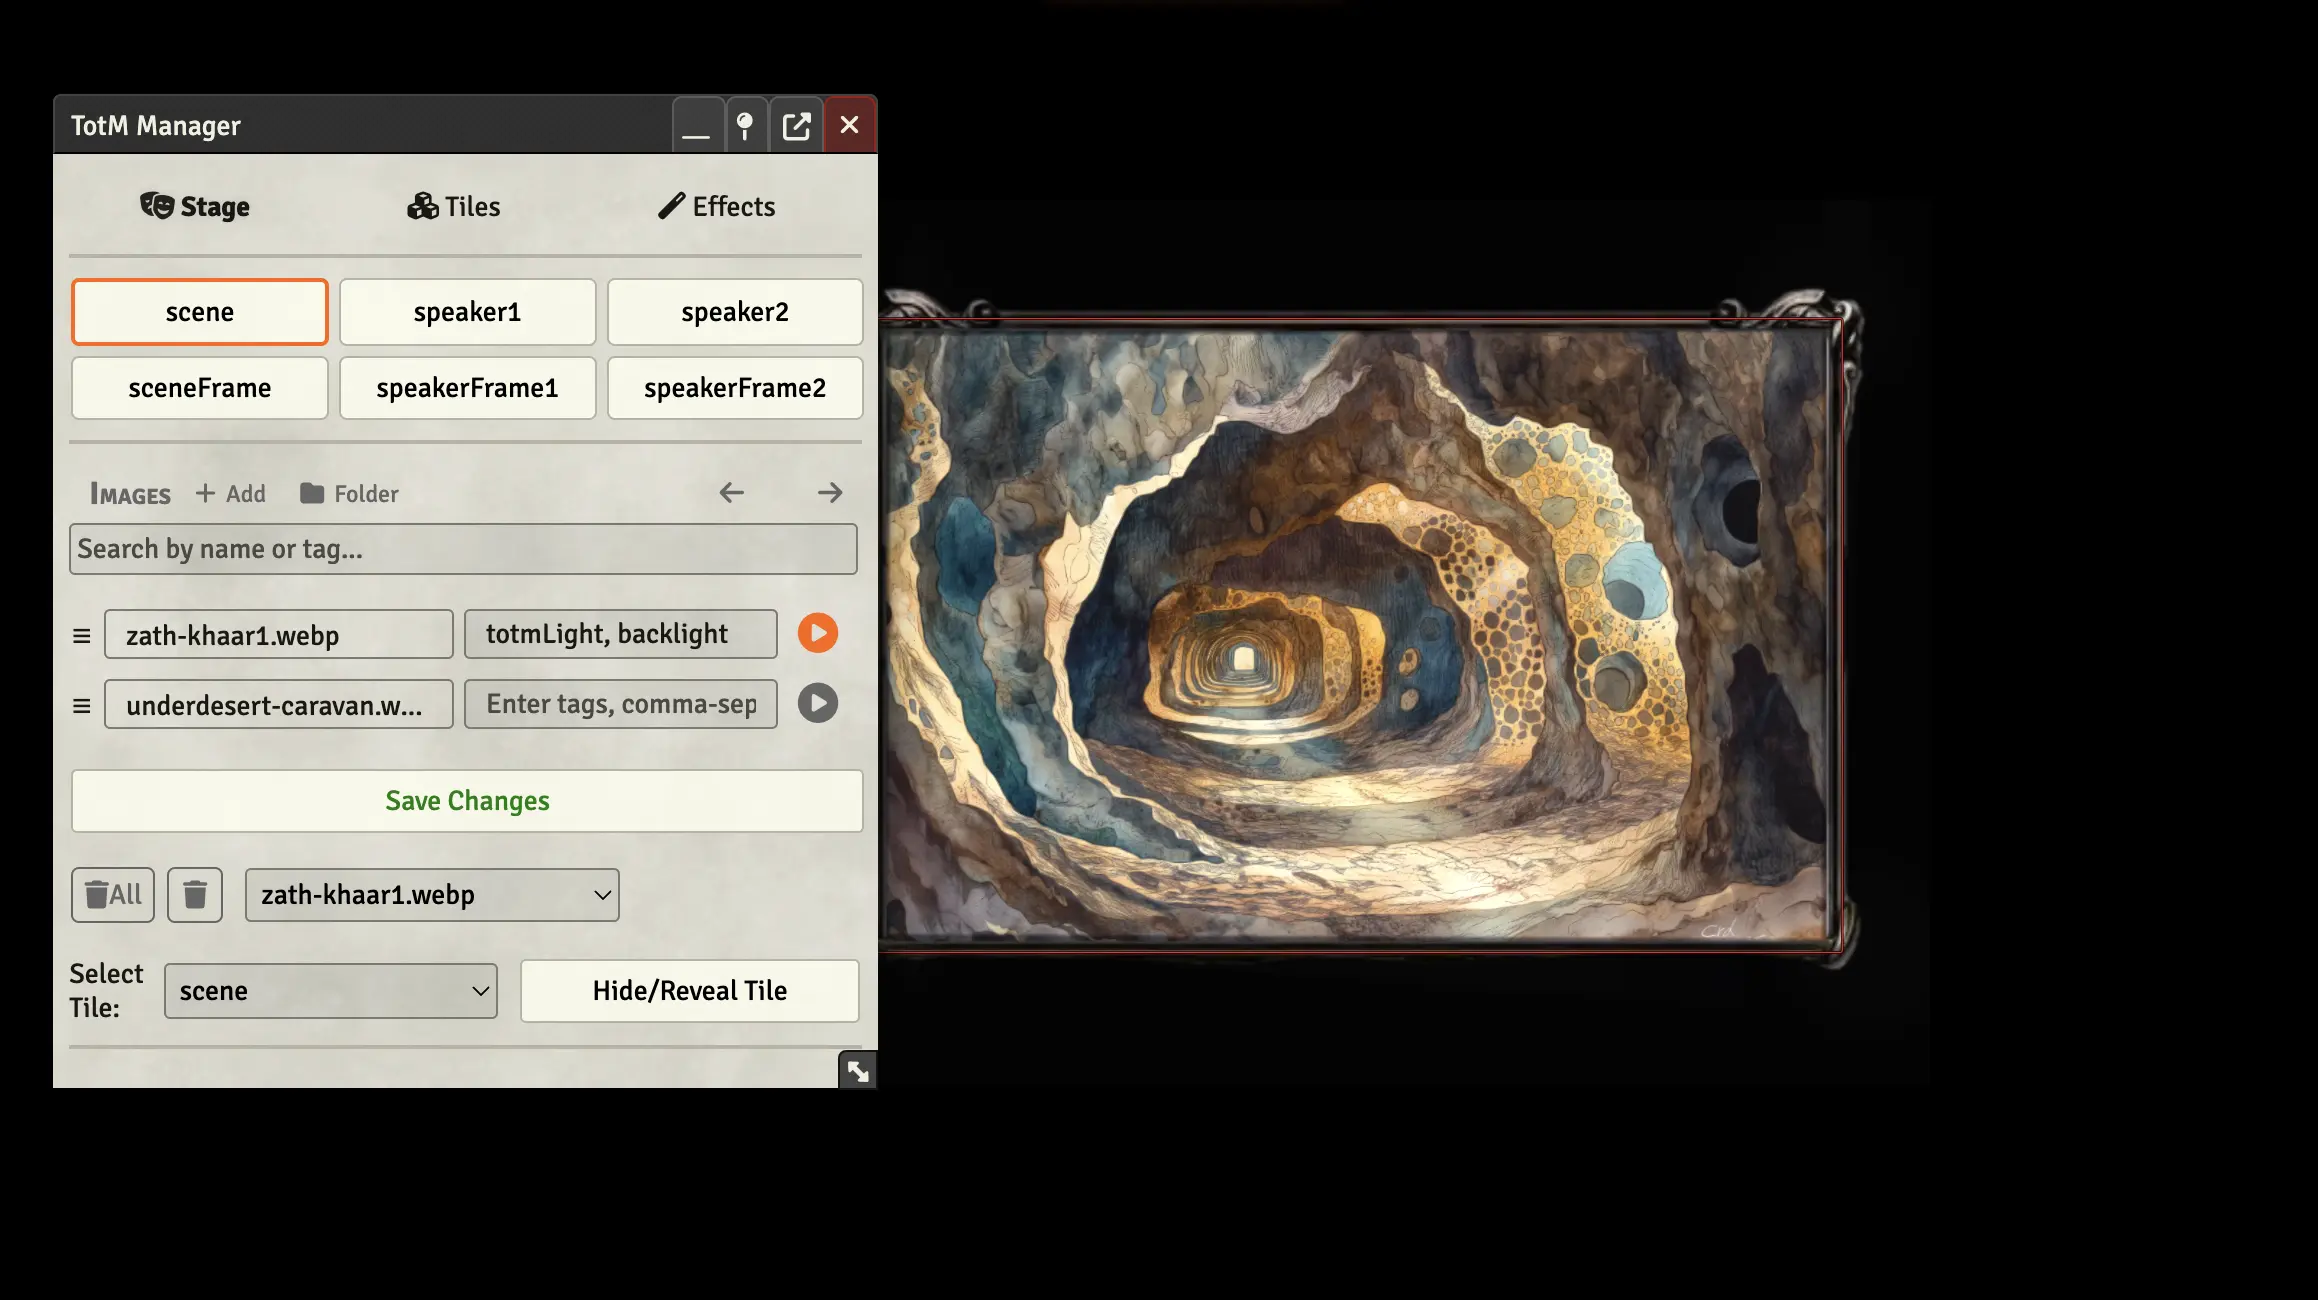 TotM Manager
Stage Tiles Effects
scene speaker1 speaker2
sceneFrame speakerFrame1 speakerFrame2
Images + Add Folder
Search by name or tag...
zath-khaar1.webp totmLight, backlight
underdesert-caravan.w... Enter tags, comma-sep
Save Changes
All zath-khaar1.webp
Select Tile: scene Hide/Reveal Tile